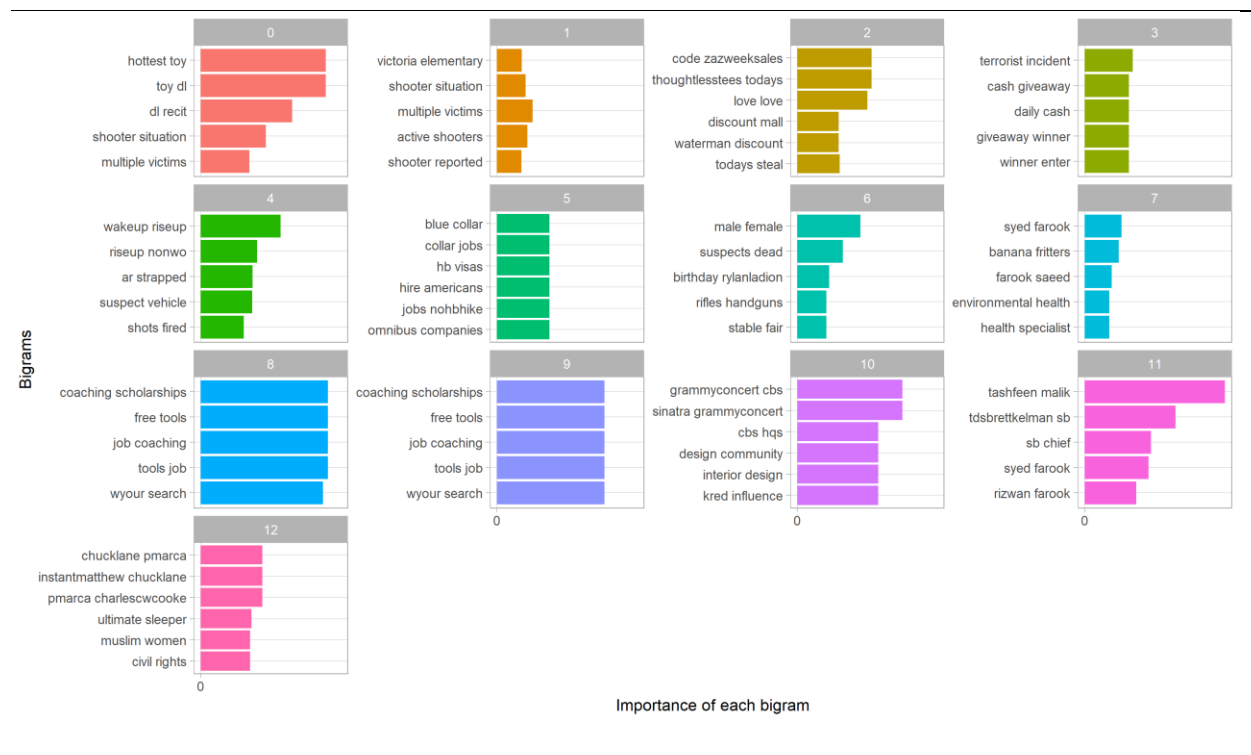 0
hottest toy
toy dl
dl recit
shooter situation
multiple victims
1
victoria elementary
shooter situation
multiple victims
active shooters
shooter reported
2
code zazweeksales
thoughtlesstees todays
love love
discount mall
waterman discount
todays steal
3
terrorist incident
cash giveaway
daily cash
giveaway winner
winner enter
4
wakeup riseup
riseup nonwo
ar strapped
suspect vehicle
shots fired
5
blue collar
collar jobs
hb visas
hire americans
jobs nohbhike
omnibus companies
6
male female
suspects dead
birthday rylanladion
rifles handguns
stable fair
7
syed farook
banana fritters
farook saeed
environmental health
health specialist
Bigrams
8
coaching scholarships
free tools
job coaching
tools job
wyour search
9
coaching scholarships
free tools
job coaching
tools job
wyour search
0
10
grammyconcert cbs
sinatra grammyconcert
cbs hqs
design community
interior design
kred influence
0
11
tashfeen malik
tdsbrettkelman sb
sb chief
syed farook
rizwan farook
0
12
chucklane pmarca
instantmatthew chucklane
pmarca charlescwcooke
ultimate sleeper
muslim women
civil rights
0
Importance of each bigram